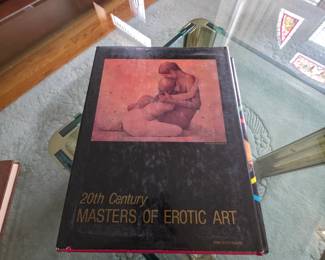 20th Century
MASTERS OF EROTIC ART